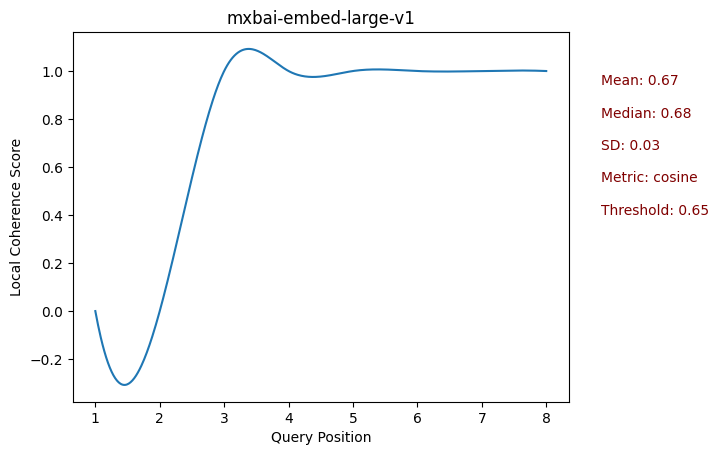 mxbai-embed-large-v1
Local Coherence Score
1.0
0.8
0.6
0.4
0.2
0.0
−0.2
1 2 3 4 5 6 7 8
Query Position
Mean: 0.67
Median: 0.68
SD: 0.03
Metric: cosine
Threshold: 0.65